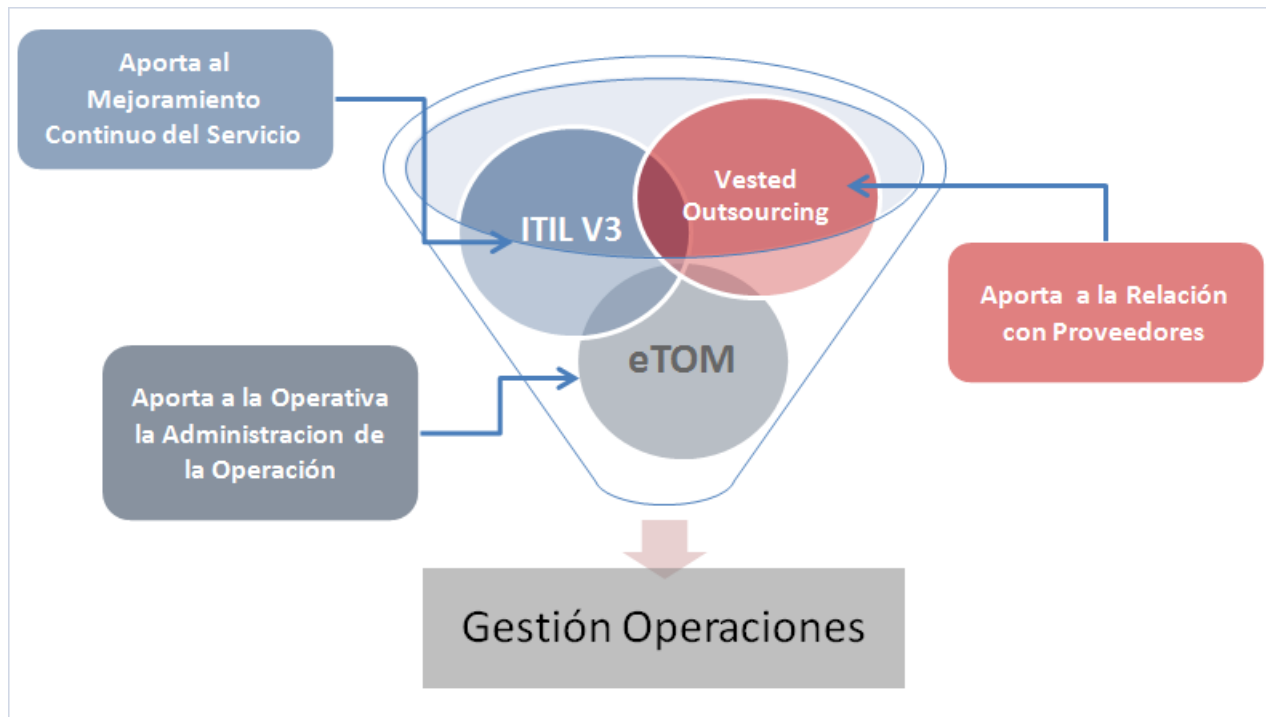 Aporta al
Mejoramiento
Continuo del Servicio
ITIL V3
Vested
Outsourcing
Aporta a la Relación
con Proveedores
eTOM
Aporta a la Operativa
la Administracion de
la Operación
Gestión Operaciones